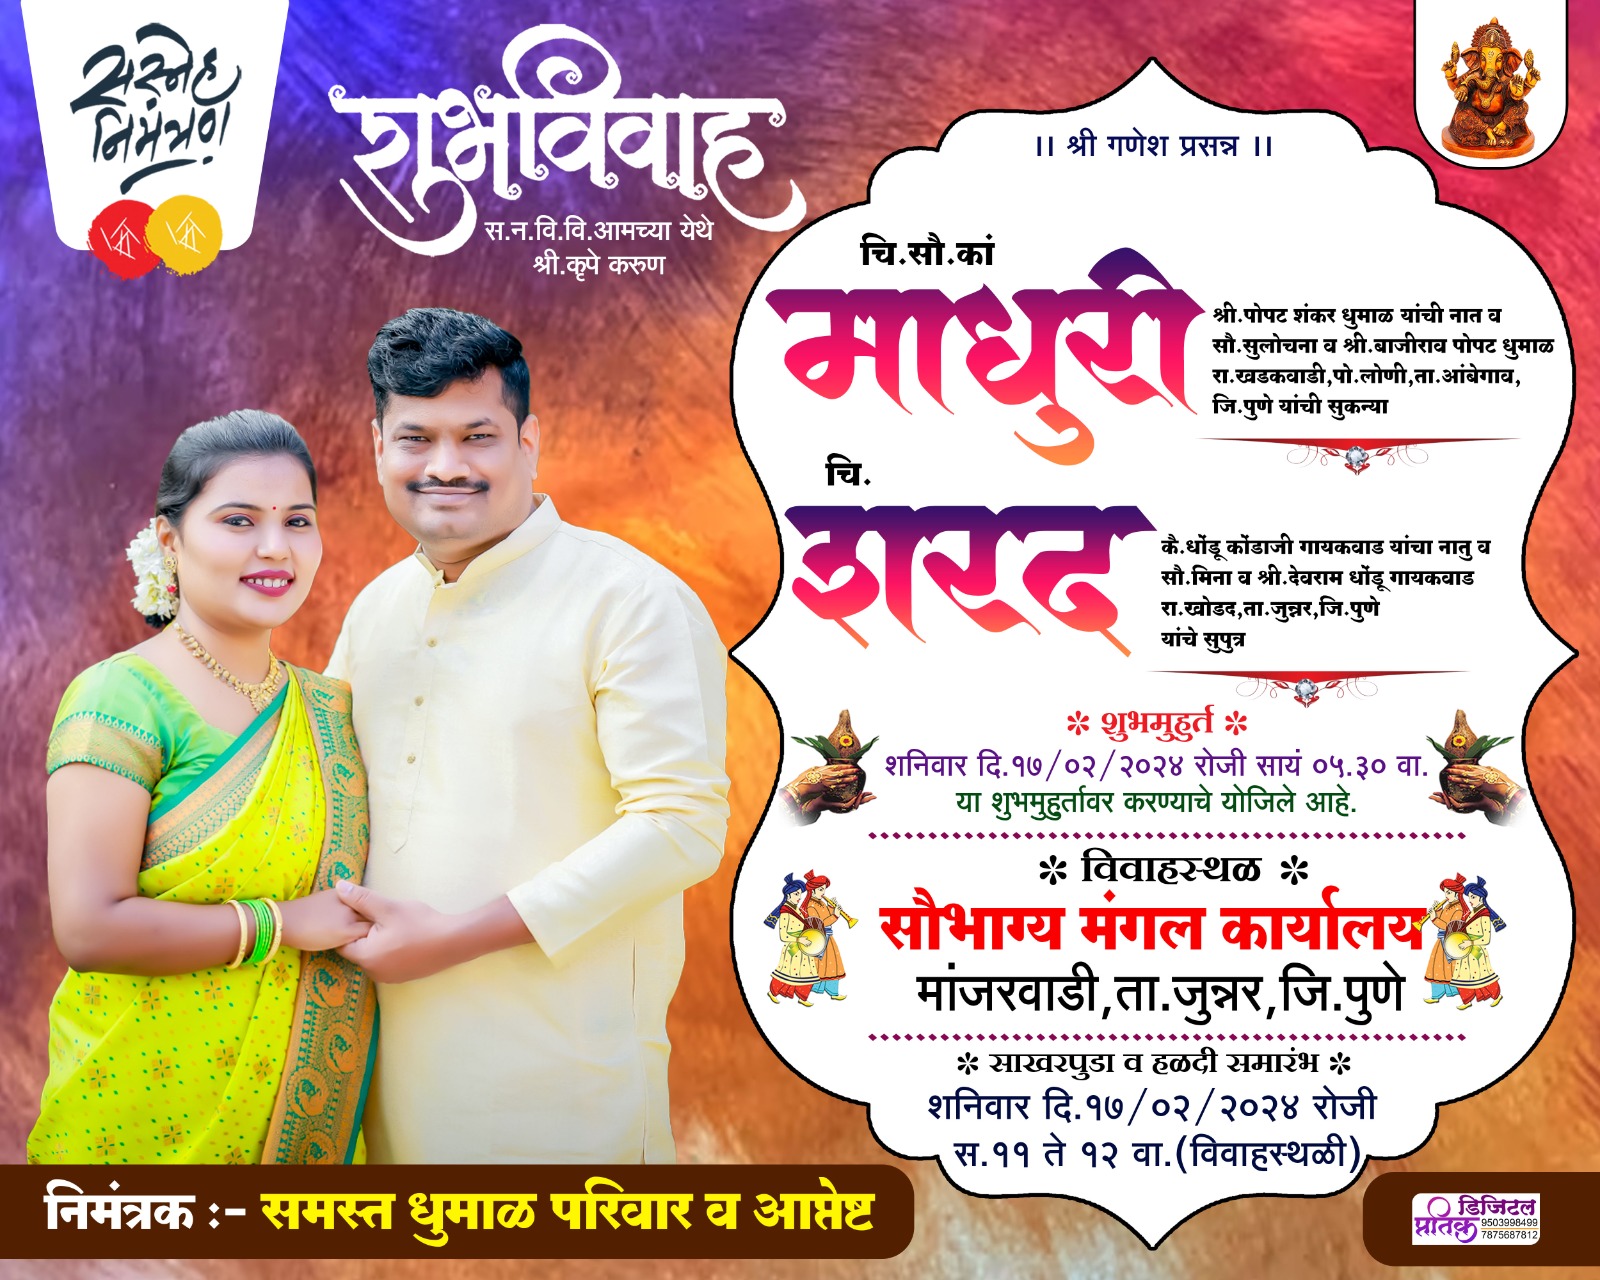 सस्नेह
निमंत्रण
शुभविवाह
स.न.वि.वि.आमच्या येथे
श्री.कृपे करुण
।। श्री गणेश प्रसन्न ।।
चि.सौ.कां
माधुरी
श्री.पोपट शंकर धुमाळ यांची नात व
सौ.सुलोचना व श्री.बाजीराव पोपट धुमाळ
रा.खडकवाडी,पो.लोणी,ता.आंबेगाव,
जि.पुणे यांची सुकन्या
चि.
शरद
कै.धोंडू कोंडाजी गायकवाड यांचा नातु व
सौ.मिना व श्री.देवराम धोंडू गायकवाड
रा.खोडद,ता.जुन्नर,जि.पुणे
यांचे सुपुत्र
* शुभमुहुर्त *
शनिवार दि.१७/०२/२०२४ रोजी सायं ०५.३० वा.
या शुभमुहुर्तावर करण्याचे योजिले आहे.
* विवाहस्थळ *
सौभाग्य मंगल कार्यालय
मांजरवाडी,ता.जुन्नर,जि.पुणे
* साखरपुडा व हळदी समारंभ *
शनिवार दि.१७/०२/२०२४ रोजी
स.११ ते १२ वा.(विवाहस्थळी)
निमंत्रक :- समस्त धुमाळ परिवार व आप्तेष्ट
प्रतिक डिजिटल
9503998499
7875687812